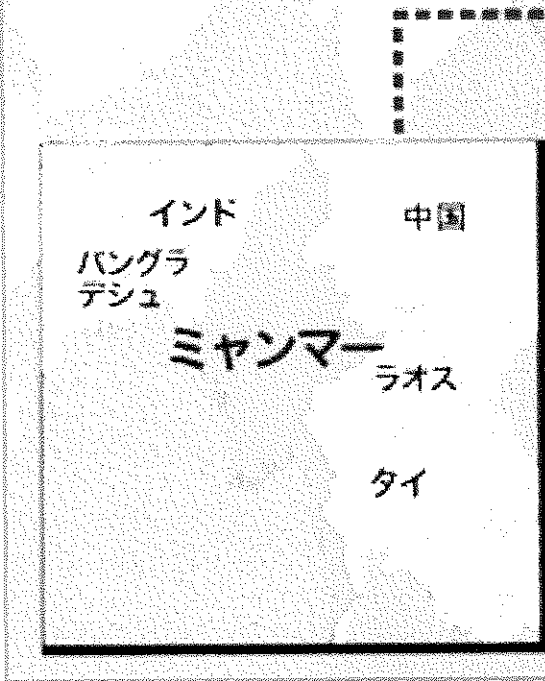 インド
中国
バングラ
デシュ
ミャンマー
ラオス
タイ